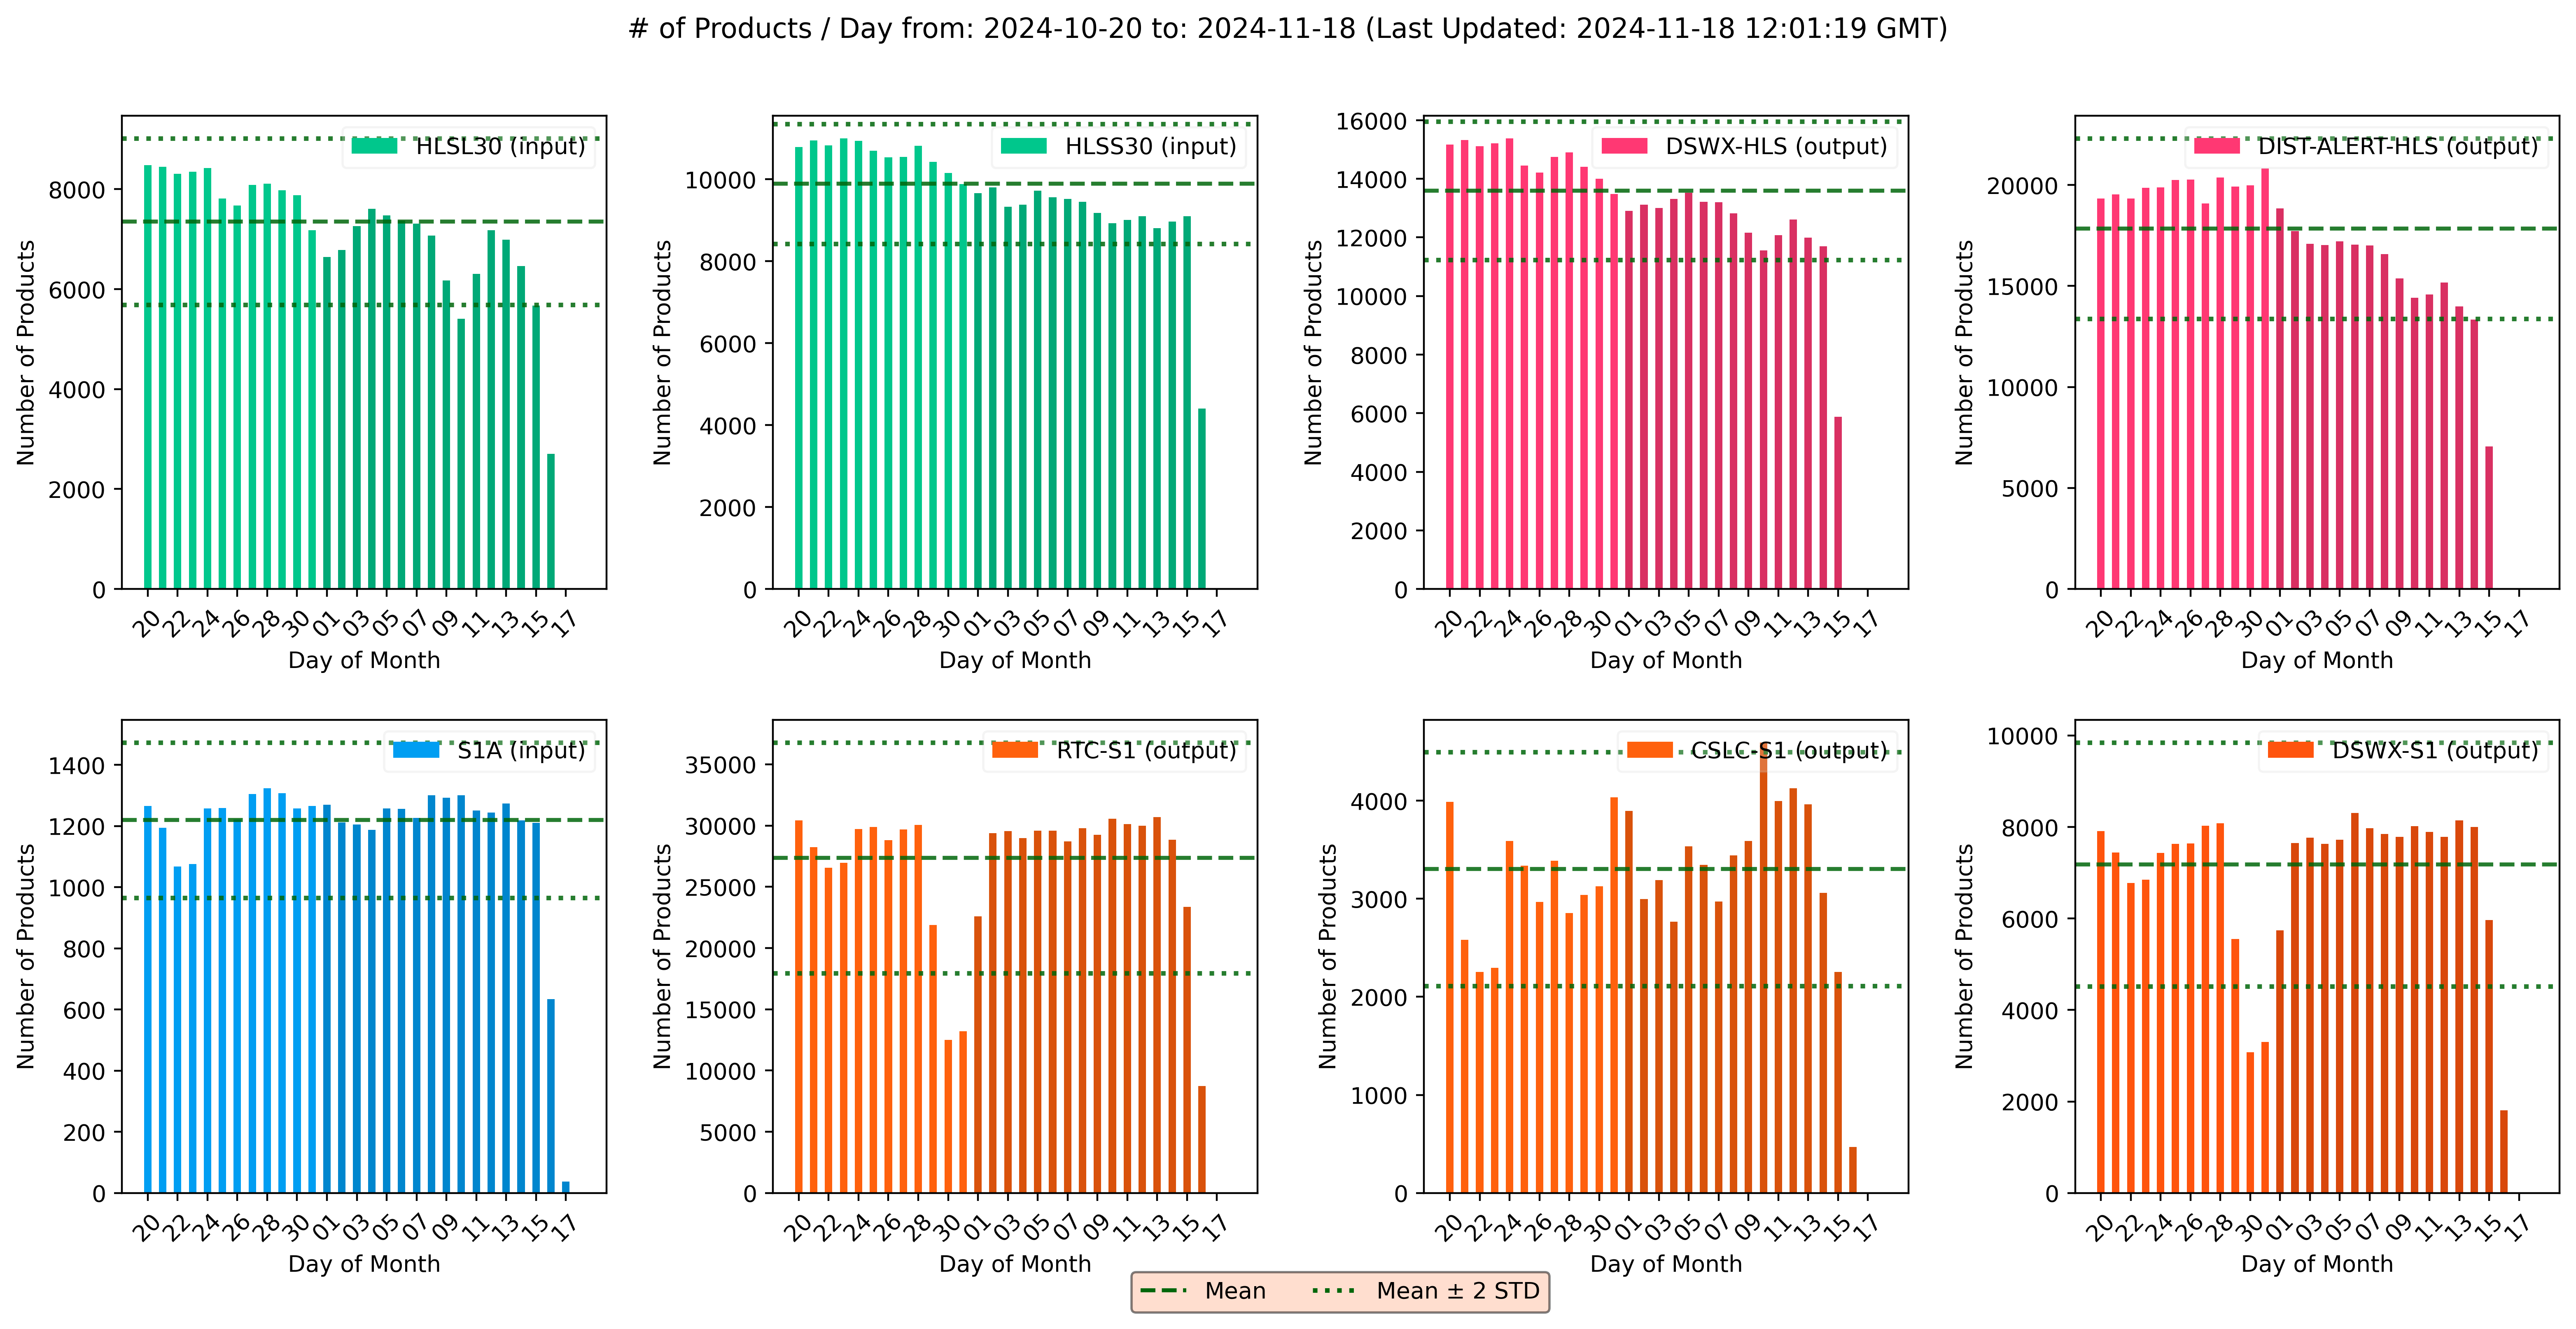 # of Products / Day from: 2024-10-20 to: 2024-11-18 (Last Updated: 2024-11-18 12:01:19 GMT)
HLSL30 (input)
Number of Products
8000
6000
4000
2000
0
20 22 24 26 28 30 01 03 05 07 09 11 13 15 17
Day of Month
HLSS30 (input)
Number of Products
10000
8000
6000
4000
2000
0
20 22 24 26 28 30 01 03 05 07 09 11 13 15 17
Day of Month
DSWX-HLS (output)
Number of Products
16000
14000
12000
10000
8000
6000
4000
2000
0
20 22 24 26 28 30 01 03 05 07 09 11 13 15 17
Day of Month
DIST-ALERT-HLS (output)
Number of Products
20000
15000
10000
5000
0
20 22 24 26 28 30 01 03 05 07 09 11 13 15 17
Day of Month
S1A (input)
Number of Products
1400
1200
1000
800
600
400
200
0
20 22 24 26 28 30 01 03 05 07 09 11 13 15 17
Day of Month
RTC-S1 (output)
Number of Products
35000
30000
25000
20000
15000
10000
5000
0
20 22 24 26 28 30 01 03 05 07 09 11 13 15 17
Day of Month
CSLC-S1 (output)
Number of Products
4000
3000
2000
1000
0
20 22 24 26 28 30 01 03 05 07 09 11 13 15 17
Day of Month
DSWX-S1 (output)
Number of Products
10000
8000
6000
4000
2000
0
20 22 24 26 28 30 01 03 05 07 09 11 13 15 17
Day of Month
Mean
Mean ± 2 STD